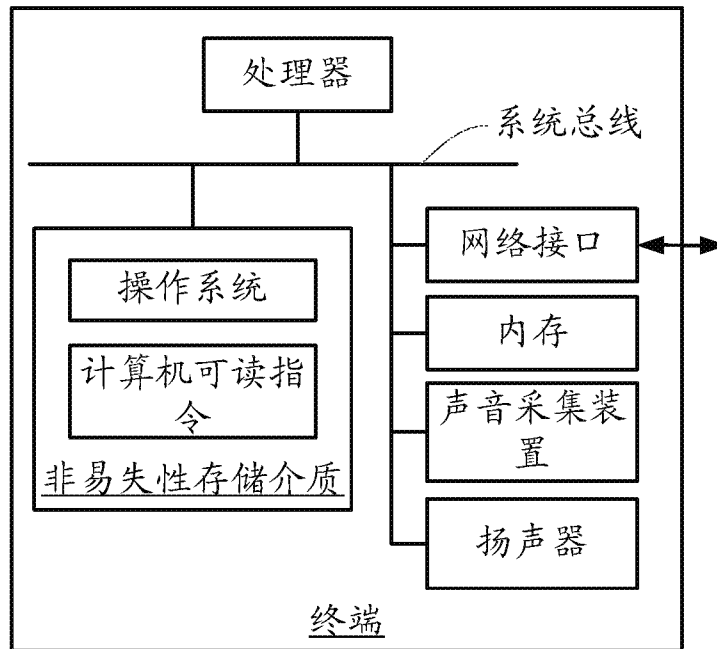 处理器
系统总线
操作系统
计算机可读指
令
非易失性存储介质
网络接口
内存
声音采集装
置
扬声器
终端